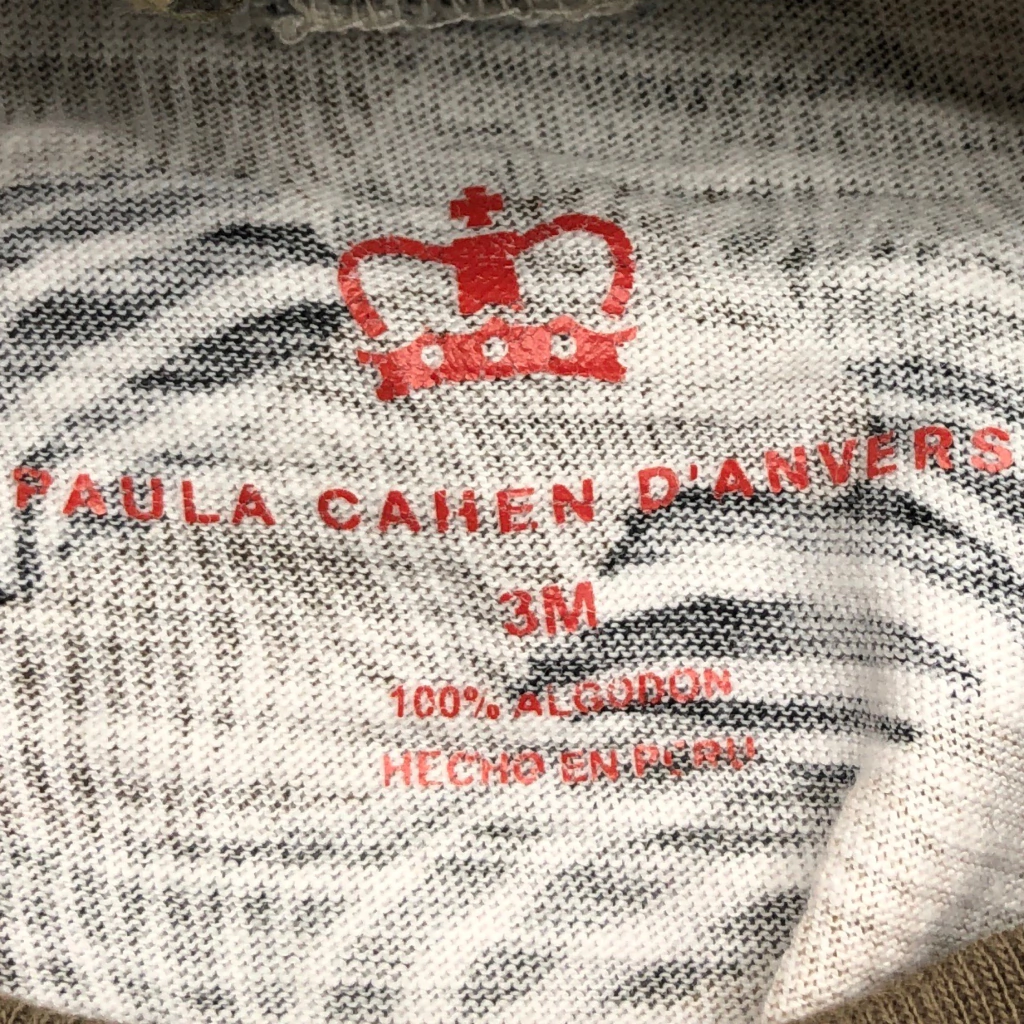 PAULA CAHEN D'ANVERS
3M
100% ALGODON
HECHO EN PERU